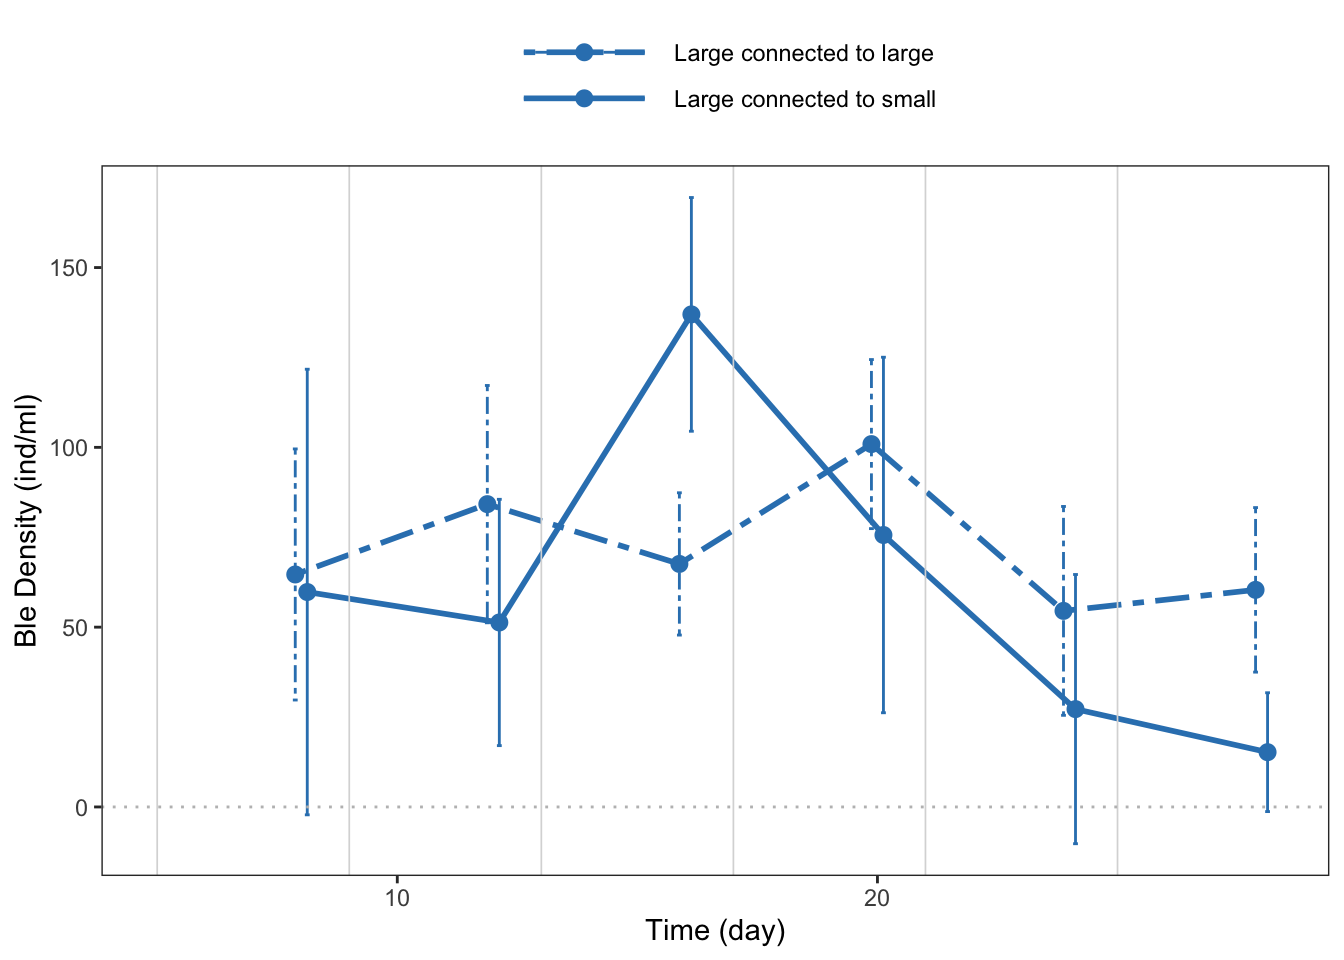 Large connected to large
Large connected to small
Ble Density (ind/ml)
150
100
50
0
10
20
Time (day)